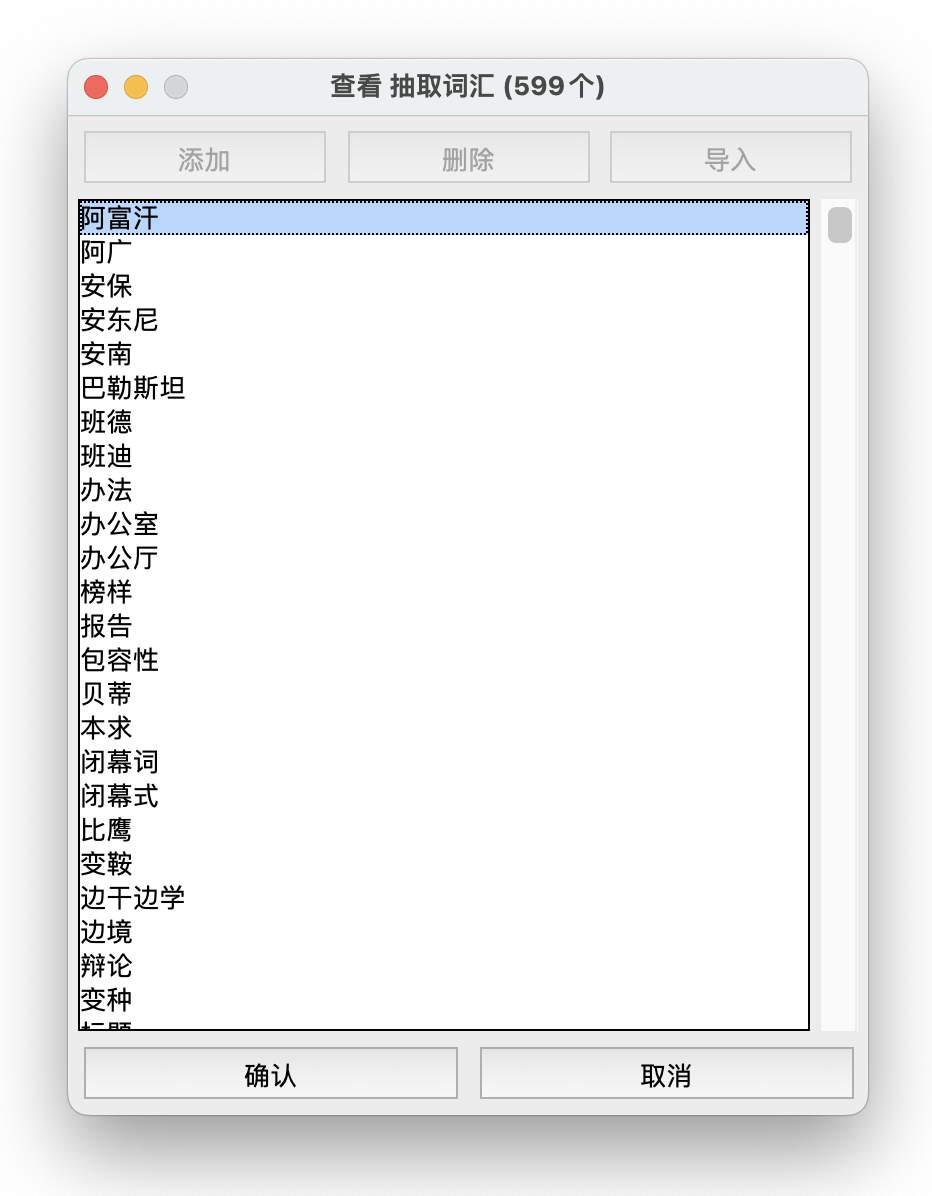 查看 抽取词汇 (599个)
添加 删除 导入
阿富汗
阿广
安保
安东尼
安南
巴勒斯坦
班德
班迪
办法
办公室
办公厅
榜样
报告
包容性
贝蒂
本求
闭幕词
闭幕式
比鹰
变鞍
边干边学
边境
辩论
变种
确认 取消